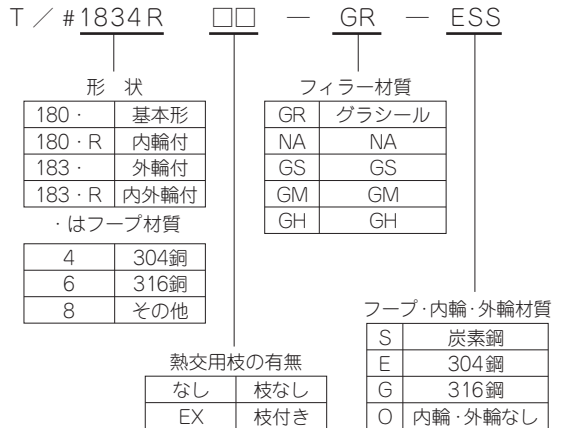 T／#1834R □□ － GR － ESS
形 状
180・ 基本形
180・R 内輪付
183・ 外輪付
183・R 内外輪付
・はフープ材質
4 304銅
6 316銅
8 その他
フィラー材質
GR グラシール
NA NA
GS GS
GM GM
GH GH
熱交用枝の有無
なし 枝なし
EX 枝付き
フープ・内輪・外輪材質
S 炭素鋼
E 304鋼
G 316鋼
O 内輪・外輪なし